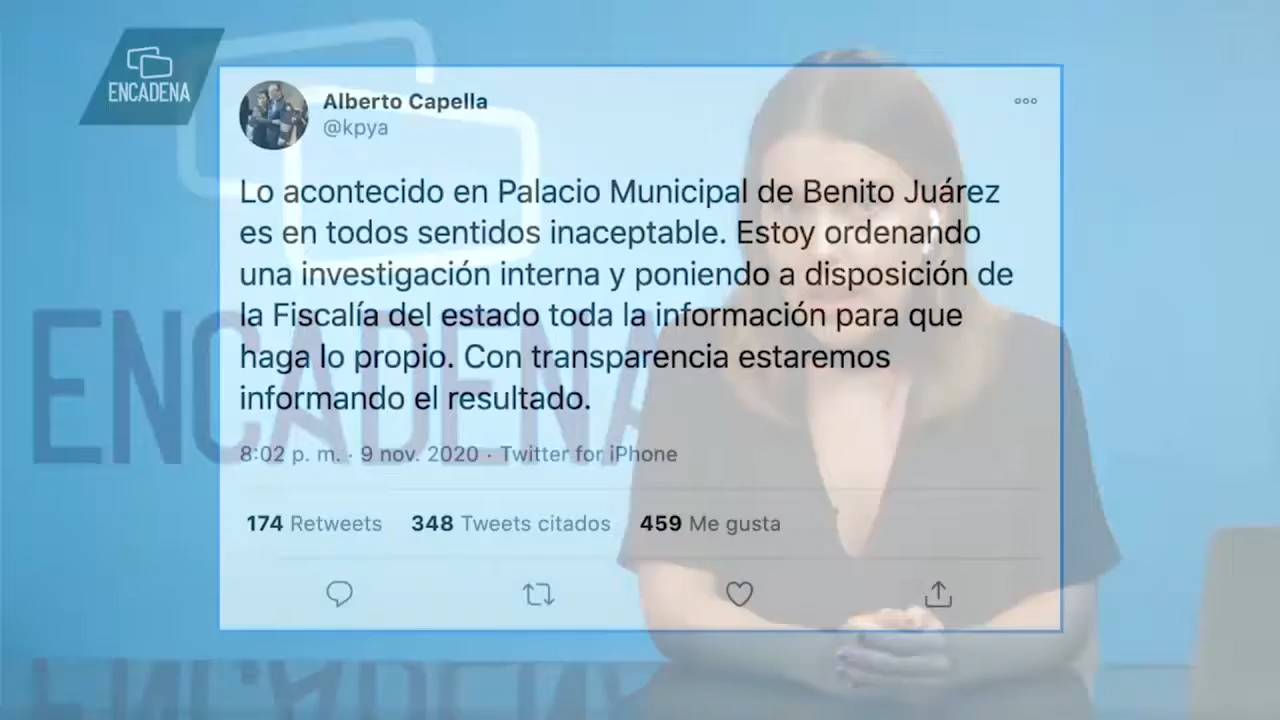 ENCADENA
Alberto Capella
@kpya
Lo acontecido en Palacio Municipal de Benito Juárez
es en todos sentidos inaceptable. Estoy ordenando
una investigación interna y poniendo a disposición de
la Fiscalía del estado toda la información para que
haga lo propio. Con transparencia estaremos
informando el resultado.
8:02 p. m. · 9 nov. 2020 · Twitter for iPhone
174 Retweets 348 Tweets citados 459 Me gusta
ENCADENA